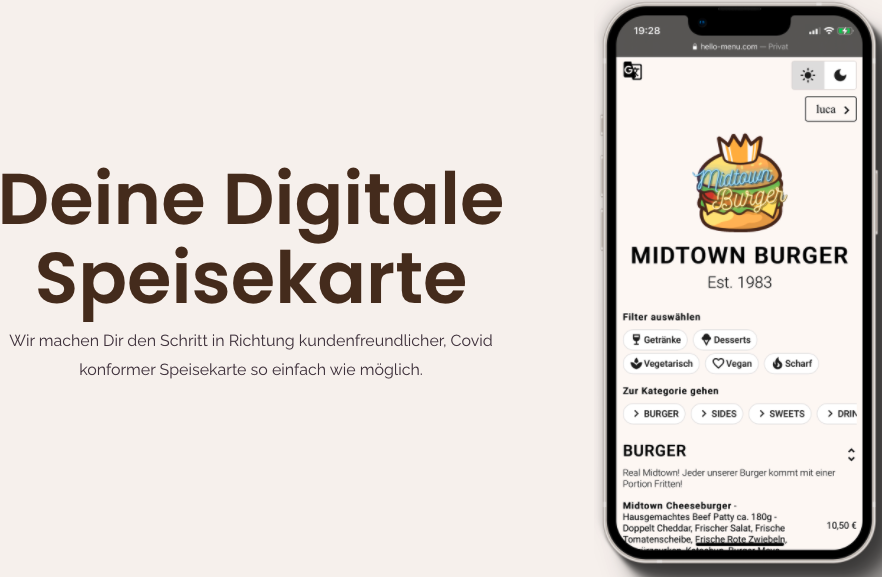 Deine Digitale
Speisekarte
Wir machen Dir den Schritt in Richtung kundenfreundlicher, Covid
konformer Speisekarte so einfach wie möglich.
19:28
hello-menu.com — Privat
G
luca
Midtown
Burger
MIDTOWN BURGER
Est. 1983
Filter auswählen
Getränke Desserts
Vegetarisch Vegan Scharf
Zur Kategorie gehen
BURGER SIDES SWEETS DRIN
BURGER
Real Midtown! Jeder unserer Burger kommt mit einer
Portion Fritten!
Midtown Cheeseburger -
Hausgemachtes Beef Patty ca. 180g -
Doppelt Cheddar, Frischer Salat, Frische
Tomatenscheibe, Frische Rote Zwiebeln,
10,50 €